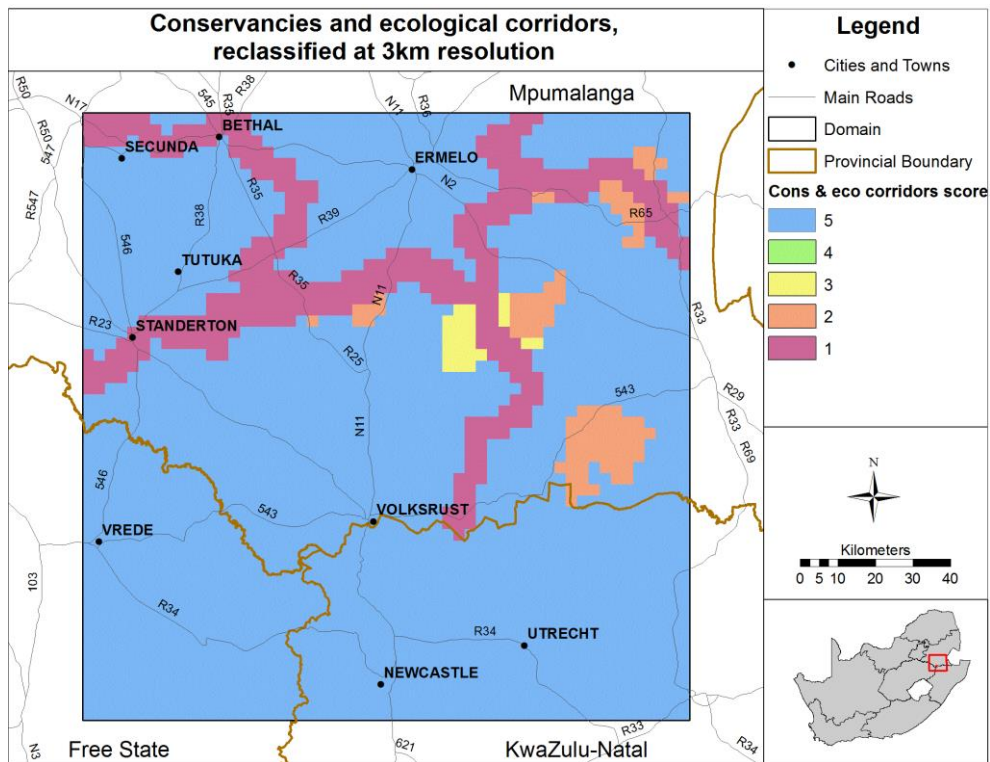 Conservancies and ecological corridors,
reclassified at 3km resolution
R50
N17
545
R35
R38
N11
R36
Mpumalanga
R50
547
BETHAL
SECUNDA
ERMELO
R547
R38
R35
N2
R39
R65
546
TUTUKA
R35
N11
R33
R23
STANDERTON
R25
543
R29
N11
R33
R69
546
543
VOLKSRUST
VREDE
103
R34
R34
UTRECHT
NEWCASTLE
N3
Free State
621
KwaZulu-Natal
R33
R34
Legend
Cities and Towns
Main Roads
Domain
Provincial Boundary
Cons & eco corridors score
5
4
3
2
1
N
Kilometers
0 5 10 20 30 40